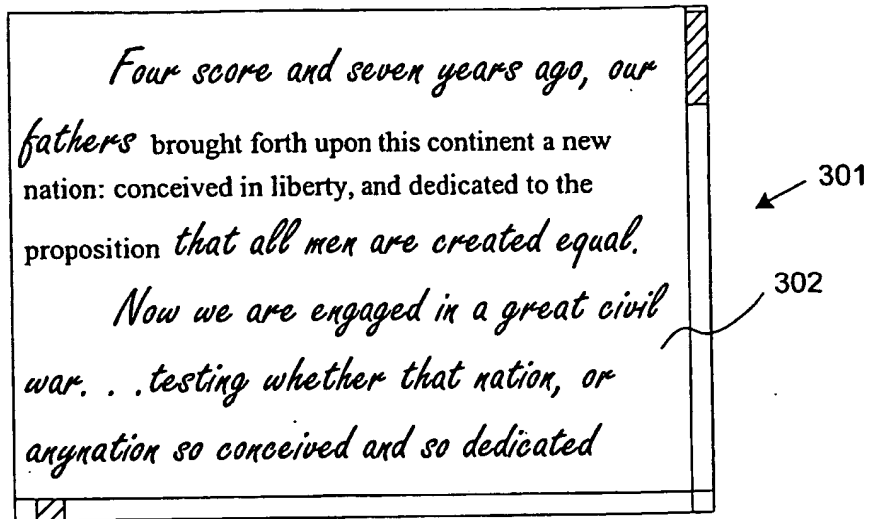 Four score and seven years ago, our
fathers brought forth upon this continent a new
nation: conceived in liberty, and dedicated to the
proposition that all men are created equal.
Now we are engaged in a great civil
war. . .testing whether that nation, or
anynation so conceived and so dedicated
301
302